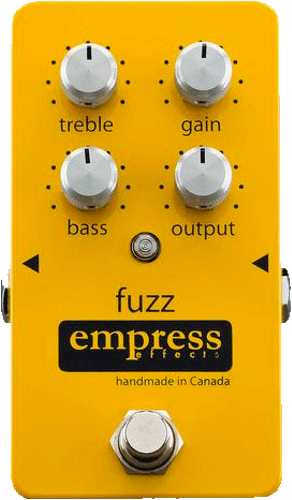 treble gain
bass output
fuzz
empress
effects
handmade in Canada